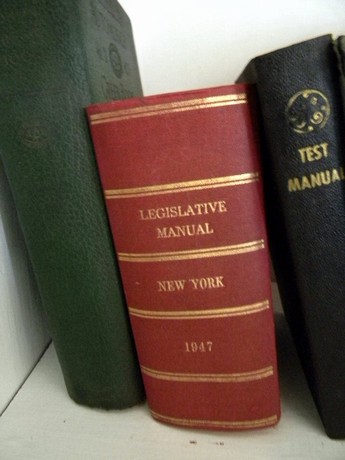 LEGISLATIVE
MANUAL
NEW YORK
1947
TEST
MANUAL